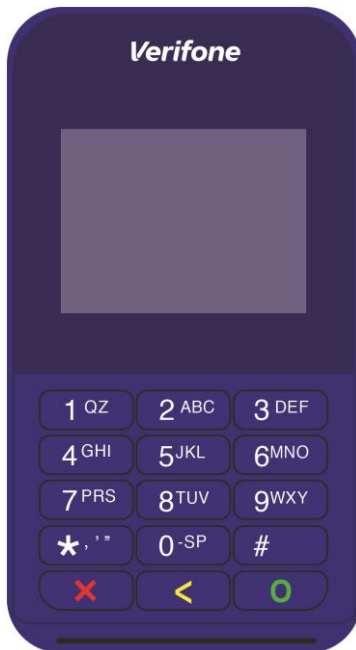 Verifone
1 QZ 2 ABC 3 DEF
4 GHI 5 JKL 6 MNO
7 PRS 8 TUV 9 WXY
* , ' " 0 -SP #
X < O